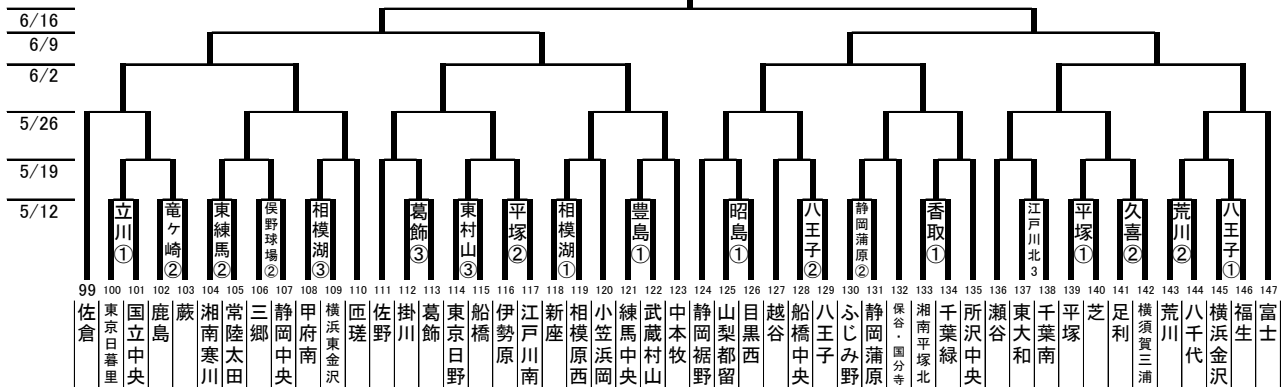 6/16
6/9
6/2
5/26
5/19
5/12
立川①
竜ヶ崎②
東練馬②
俣野球場②
相模湖③
葛飾③
東村山③
平塚②
相模湖①
豊島①
昭島①
八王子②
静岡蒲原②
香取①
江戸川北3
平塚①
久喜②
荒川②
八王子①
99 佐倉
100 東京日暮里
101 国立中央
102 鹿島
103 蕨
104 湘南寒川
105 常陸太田
106 三郷
107 静岡中央
108 甲府南
109 横浜東金沢
110 匝瑳
111 佐野
112 掛川
113 葛飾
114 東京日野
115 船橋
116 伊勢原
117 江戸川南
118 新座
119 相模原西
120 小笠浜岡
121 練馬中央
122 武蔵村山
123 中本牧
124 静岡裾野
125 山梨都留
126 目黒西
127 越谷
128 船橋中央
129 八王子
130 ふじみ野
131 静岡蒲原
132 保谷・国分寺
133 湘南平塚北
134 千葉緑
135 所沢中央
136 瀬谷
137 東大和
138 千葉南
139 平塚
140 芝
141 足利
142 横須賀三浦
143 荒川
144 八千代
145 横浜金沢
146 福生
147 富士